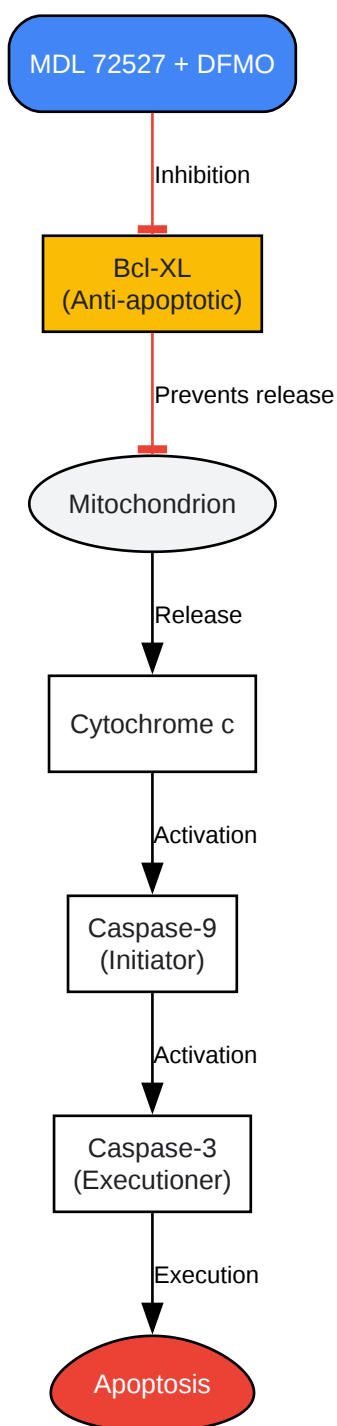 MDL 72527 + DFMO
Inhibition
Bcl-XL
(Anti-apoptotic)
Prevents release
Mitochondrion
Release
Cytochrome c
Activation
Caspase-9
(Initiator)
Activation
Caspase-3
(Executioner)
Execution
Apoptosis